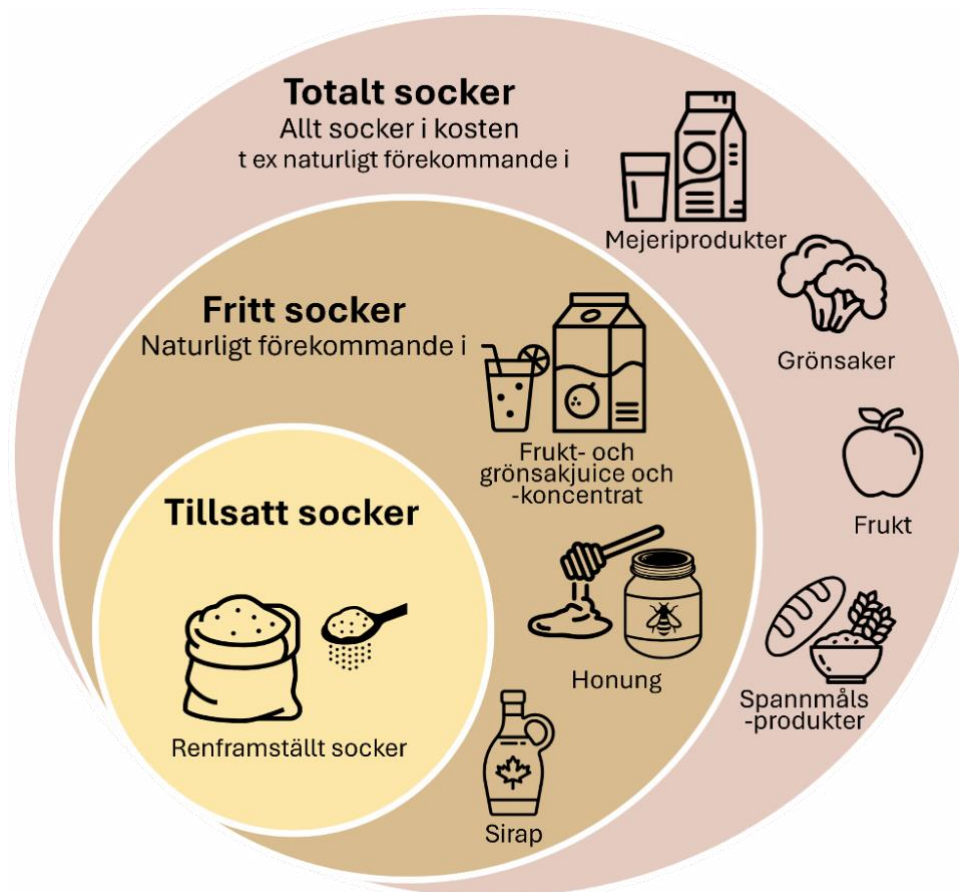 Totalt socker
Allt socker i kosten
t ex naturligt förekommande i
Mejeriprodukter
Grönsaker
Frukt
Spannmåls
-produkter
Fritt socker
Naturligt förekommande i
Frukt- och
grönsakjuice och
-koncentrat
Honung
Sirap
Tillsatt socker
Renframställt socker